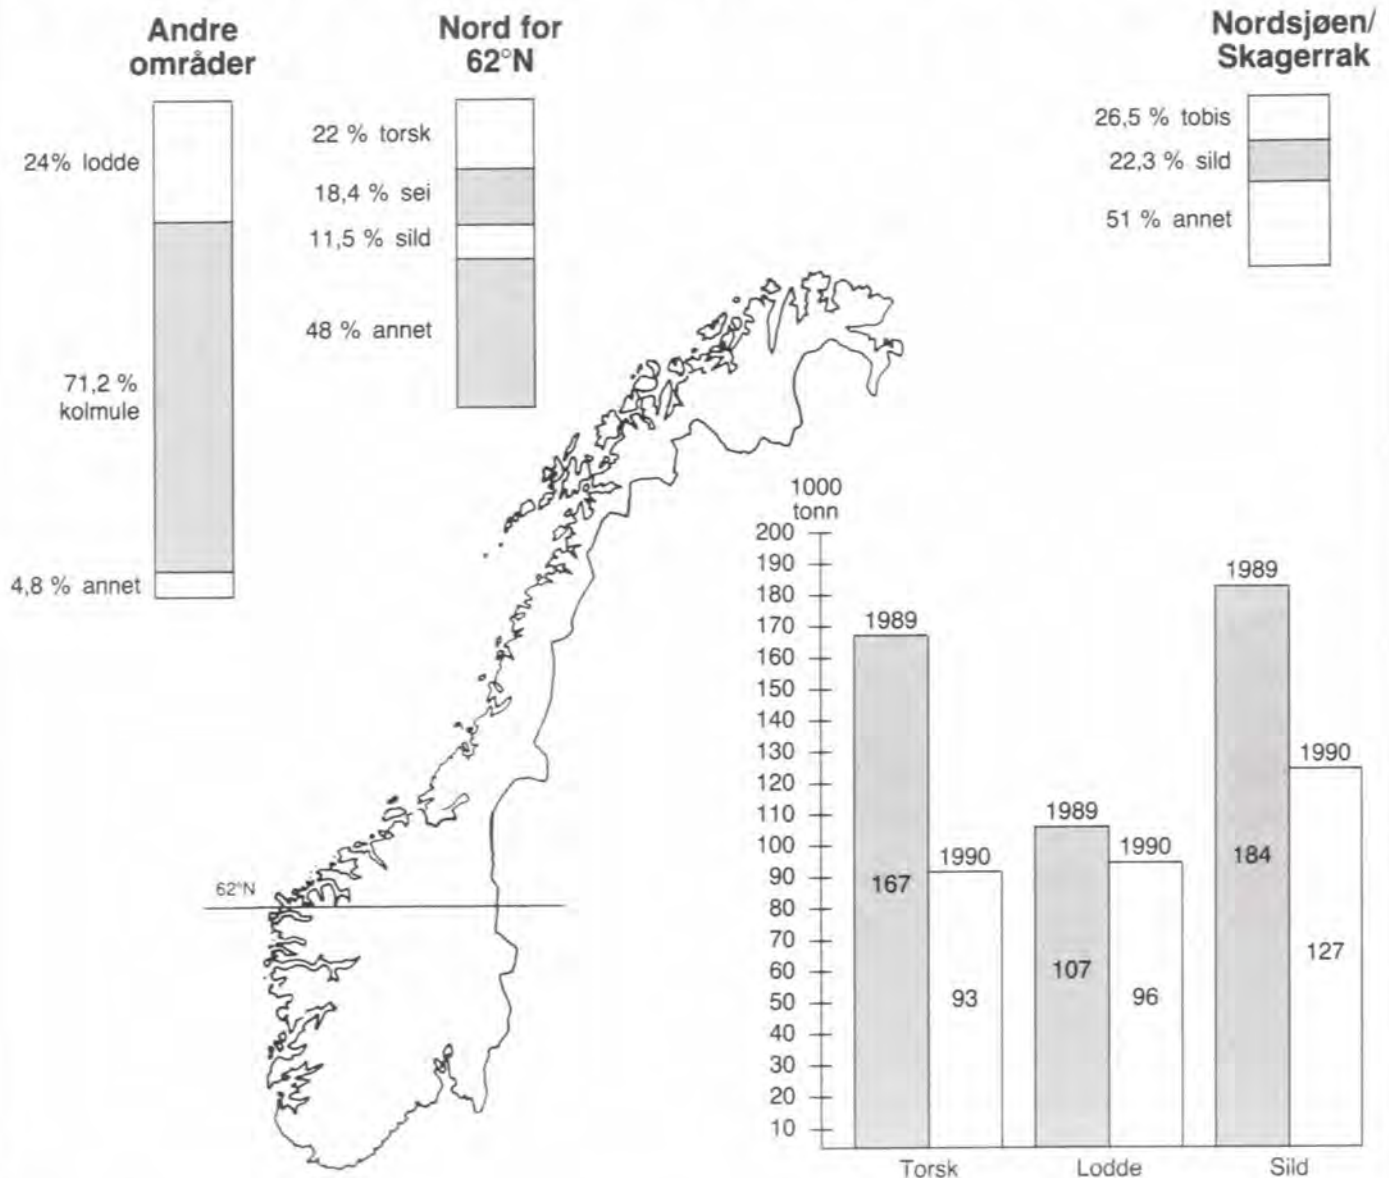 Andre
områder
24% lodde
71,2 %
kolmule
4,8 % annet
Nord for
62°N
22 % torsk
18,4 % sei
11,5 % sild
48 % annet
Nordsjøen/
Skagerrak
26,5 % tobis
22,3 % sild
51 % annet
62°N
1000
tonn
200
190
180
170
160
150
140
130
120
110
100
90
80
70
60
50
40
30
20
10
1989
167
1990
93
Torsk
1989
107
1990
96
Lodde
1989
184
1990
127
Sild